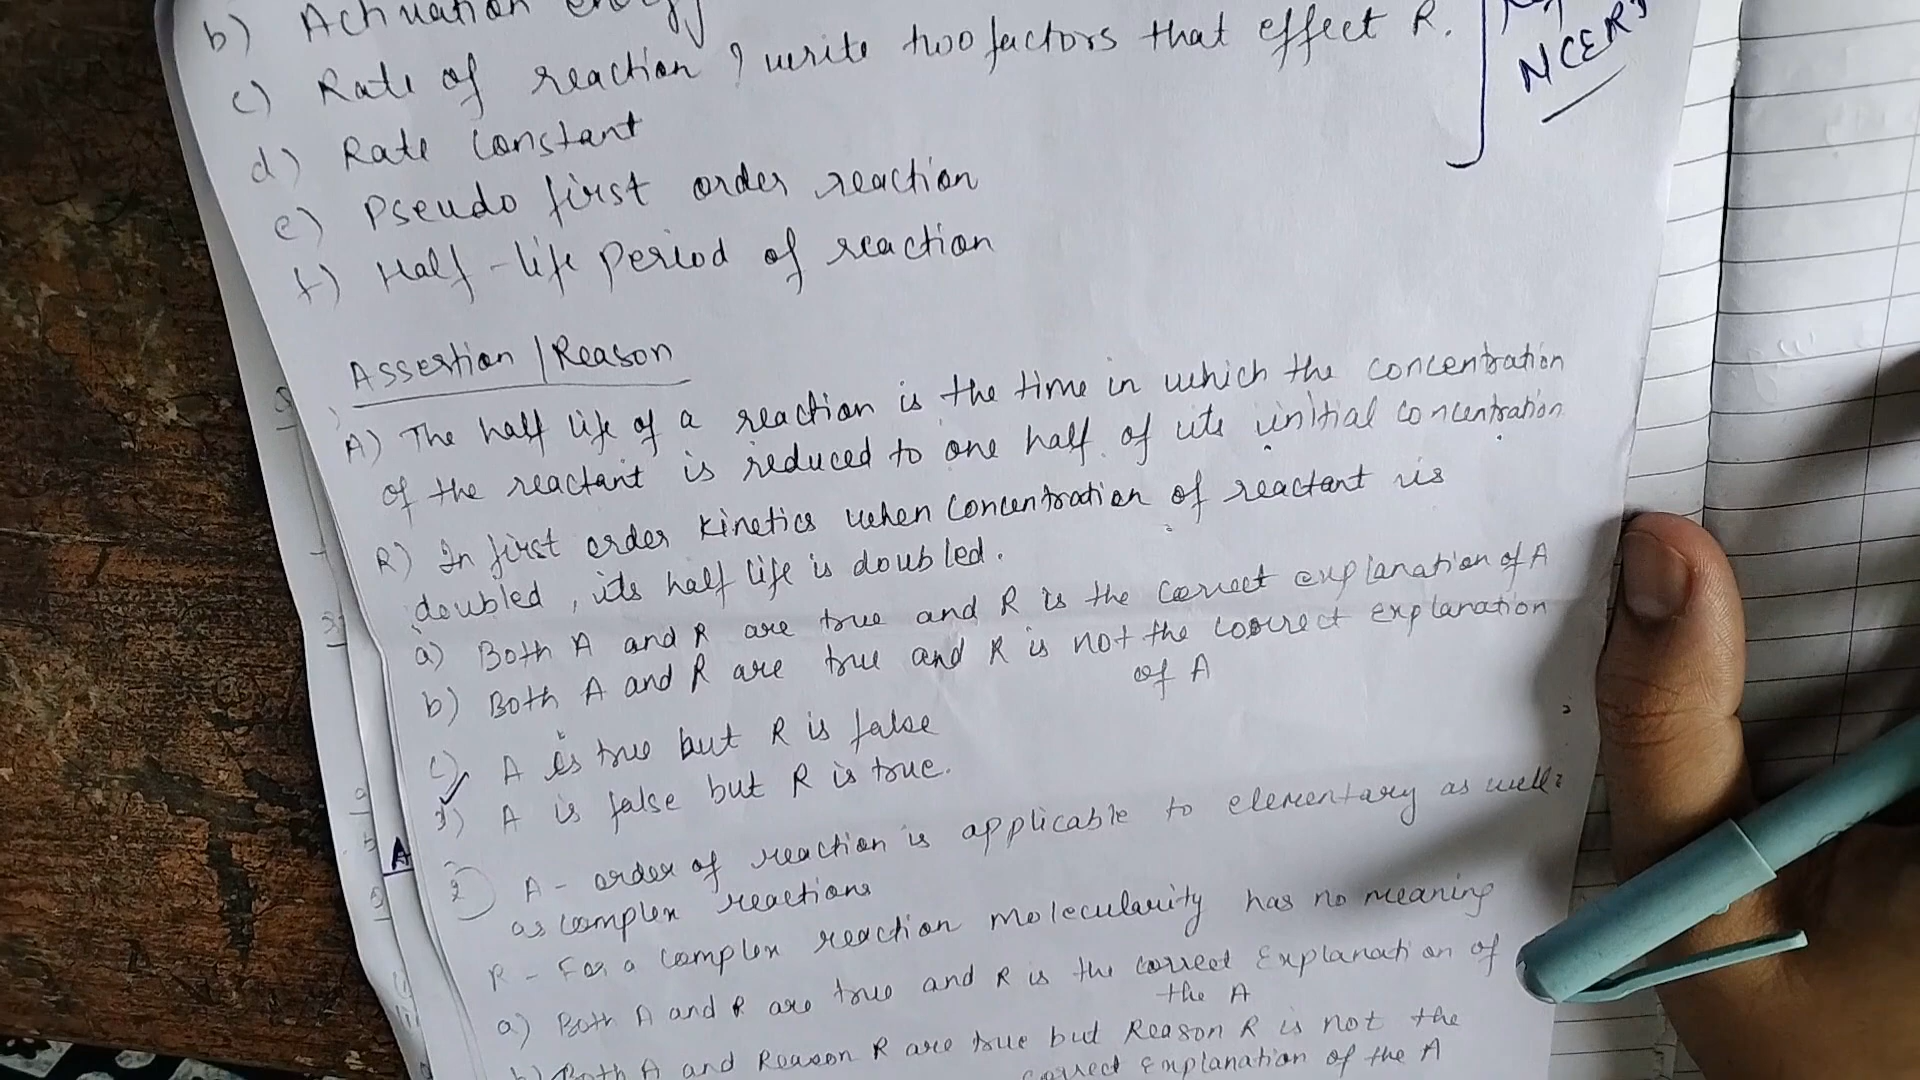 b) Activation energy
c) Rate of reaction, write two factors that effect R.
NCERT
d) Rate constant
e) Pseudo first order reaction
f) Half-life period of reaction
Assertion | Reason
A) The half life of a reaction is the time in which the concentration
of the reactant is reduced to one half of its initial concentration.
R) In first order kinetics when concentration of reactant is
doubled, its half life is doubled.
a) Both A and R are true and R is the correct explanation of A
b) Both A and R are true and R is not the correct explanation
of A
c) A is true but R is false
d) A is false but R is true.
A
2) A - order of reaction is applicable to elementary as well
as complex reactions
R - For a complex reaction molecularity has no meaning
a) Both A and R are true and R is the correct Explanation of
the A
b) Both A and Reason R are true but Reason R is not the
correct Explanation of the A